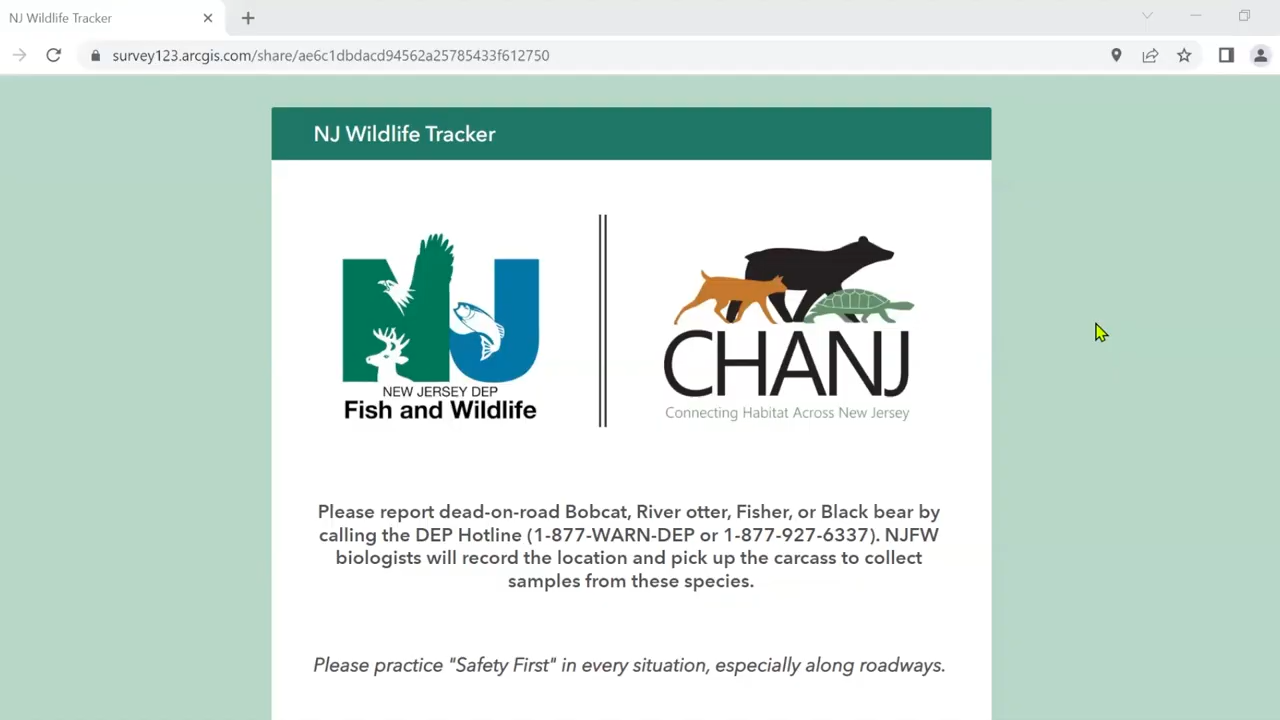 NJ Wildlife Tracker
survey123.arcgis.com/share/ae6c1dbdacd94562a25785433f612750
NJ Wildlife Tracker
NJ
NEW JERSEY DEP
Fish and Wildlife
CHANJ
Connecting Habitat Across New Jersey
Please report dead-on-road Bobcat, River otter, Fisher, or Black bear by
calling the DEP Hotline (1-877-WARN-DEP or 1-877-927-6337). NJFW
biologists will record the location and pick up the carcass to collect
samples from these species.
Please practice "Safety First" in every situation, especially along roadways.